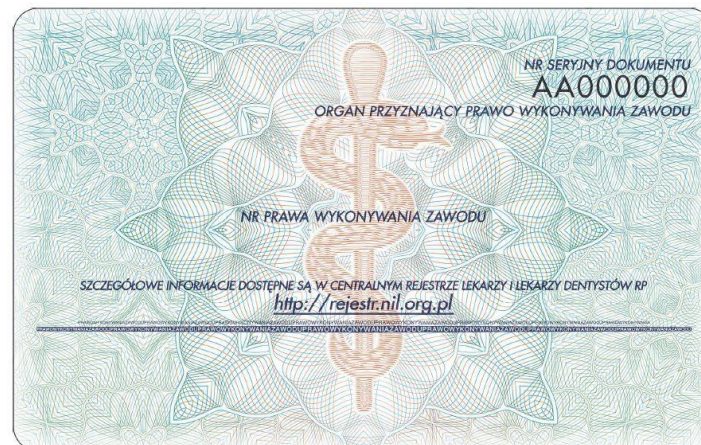 NR SERYJNY DOKUMENTU
AA000000
ORGAN PRZYZNAJĄCY PRAWO WYKONYWANIA ZAWODU
NR PRAWA WYKONYWANIA ZAWODU
SZCZEGÓŁOWE INFORMACJE DOSTĘPNE SĄ W CENTRALNYM REJESTRZE LEKARZY I LEKARZY DENTYSTÓW RP
http://rejestr.nil.org.pl